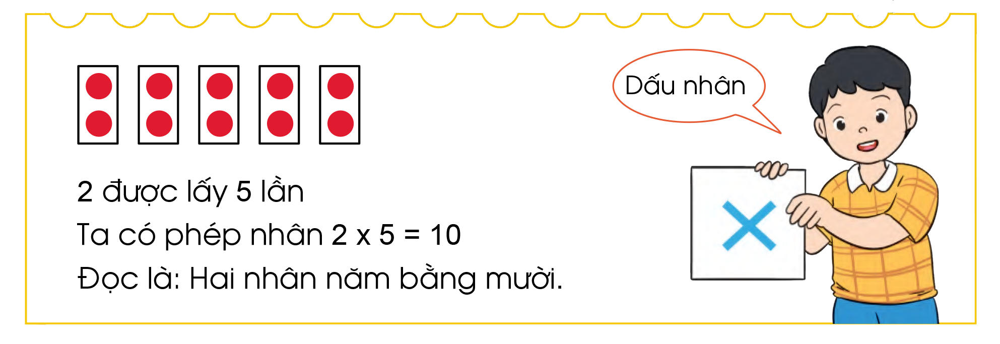 Dấu nhân
2 được lấy 5 lần
Ta có phép nhân 2 x 5 = 10
Đọc là: Hai nhân năm bằng mười.